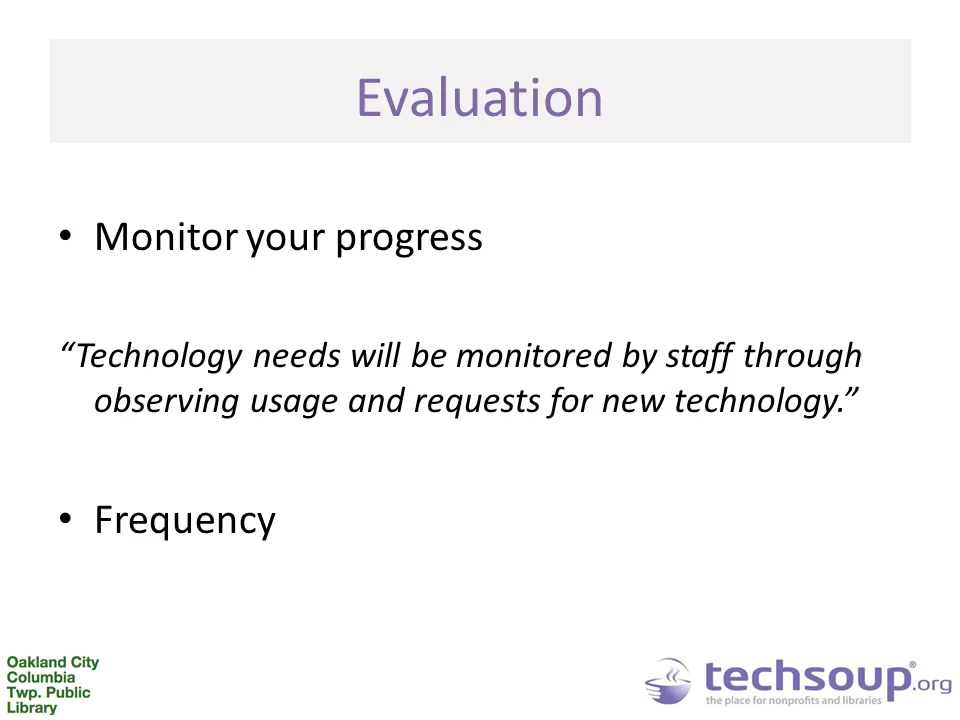 Evaluation
• Monitor your progress
“Technology needs will be monitored by staff through
observing usage and requests for new technology.”
• Frequency
Oakland City
Columbia
Twp. Public
Library
techsoup®.org
the place for nonprofits and libraries